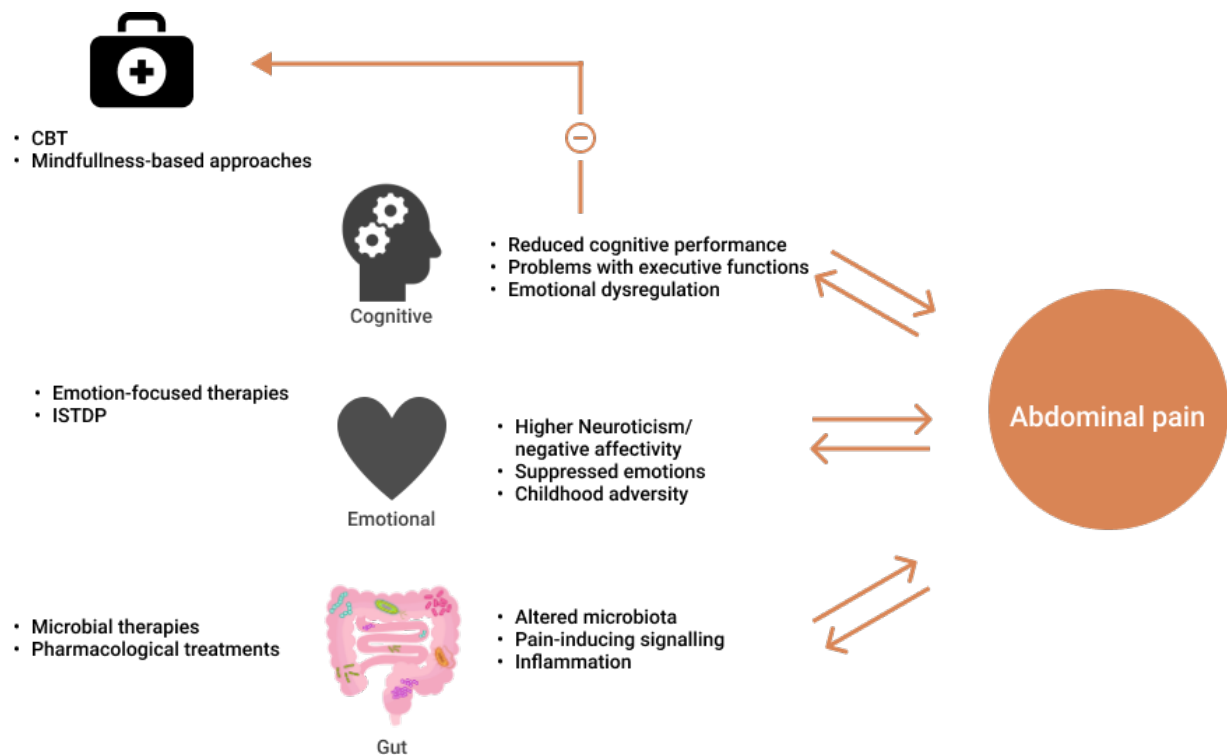 • CBT
• Mindfullness-based approaches
Cognitive
• Reduced cognitive performance
• Problems with executive functions
• Emotional dysregulation
• Emotion-focused therapies
• ISTDP
Emotional
• Higher Neuroticism/
negative affectivity
• Suppressed emotions
• Childhood adversity
Abdominal pain
• Microbial therapies
• Pharmacological treatments
Gut
• Altered microbiota
• Pain-inducing signalling
• Inflammation